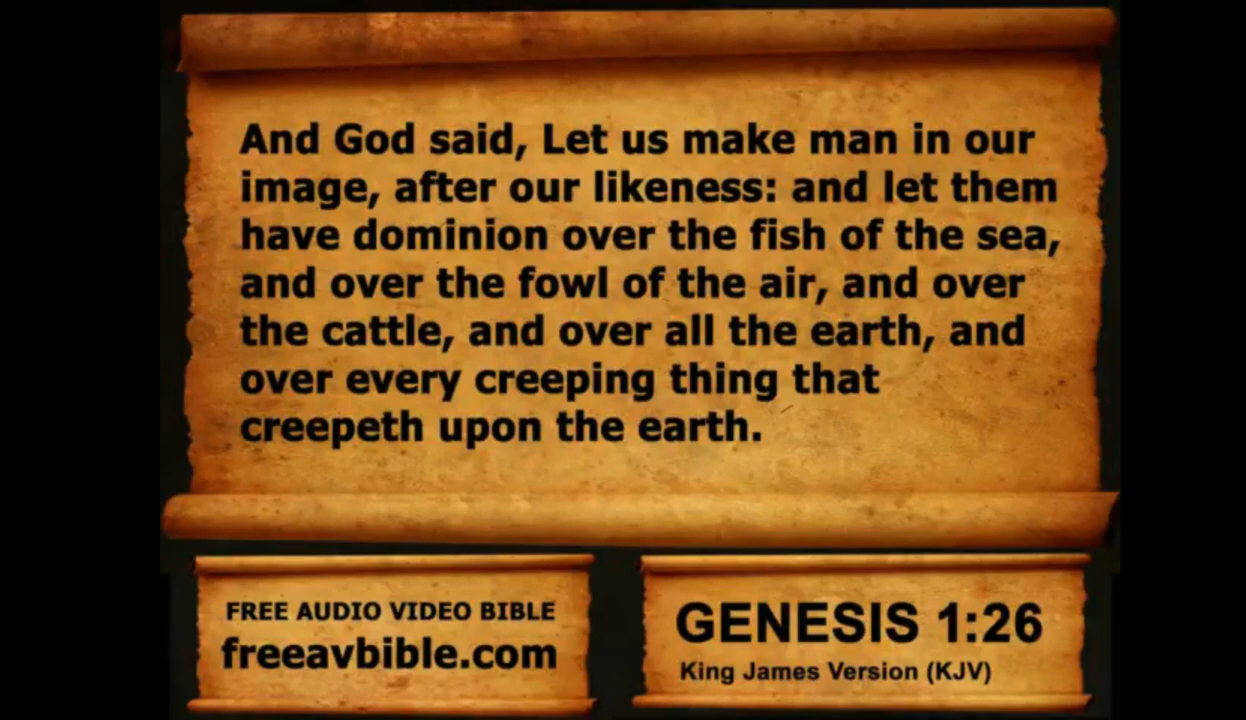 And God said, Let us make man in our
image, after our likeness: and let them
have dominion over the fish of the sea,
and over the fowl of the air, and over
the cattle, and over all the earth, and
over every creeping thing that
creepeth upon the earth.
FREE AUDIO VIDEO BIBLE
freeavbible.com
GENESIS 1:26
King James Version (KJV)